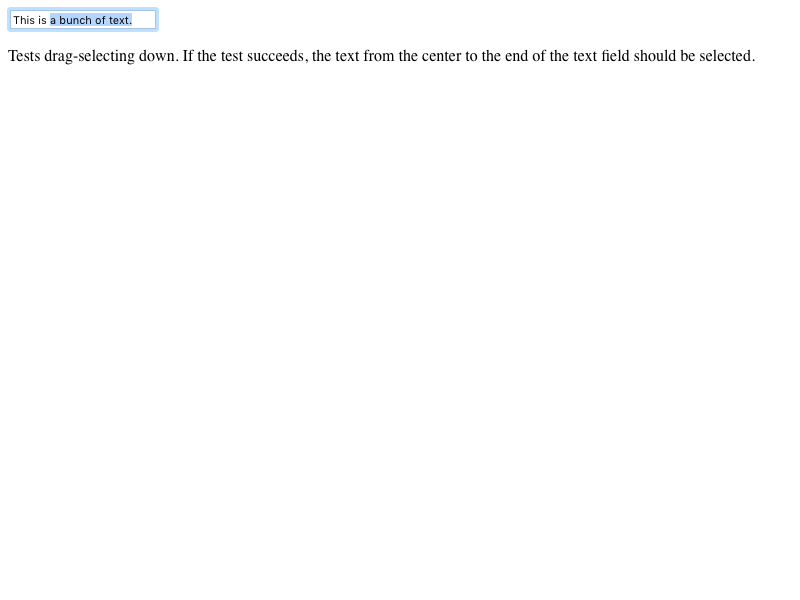 This is a bunch of text.
Tests drag-selecting down. If the test succeeds, the text from the center to the end of the text field should be selected.